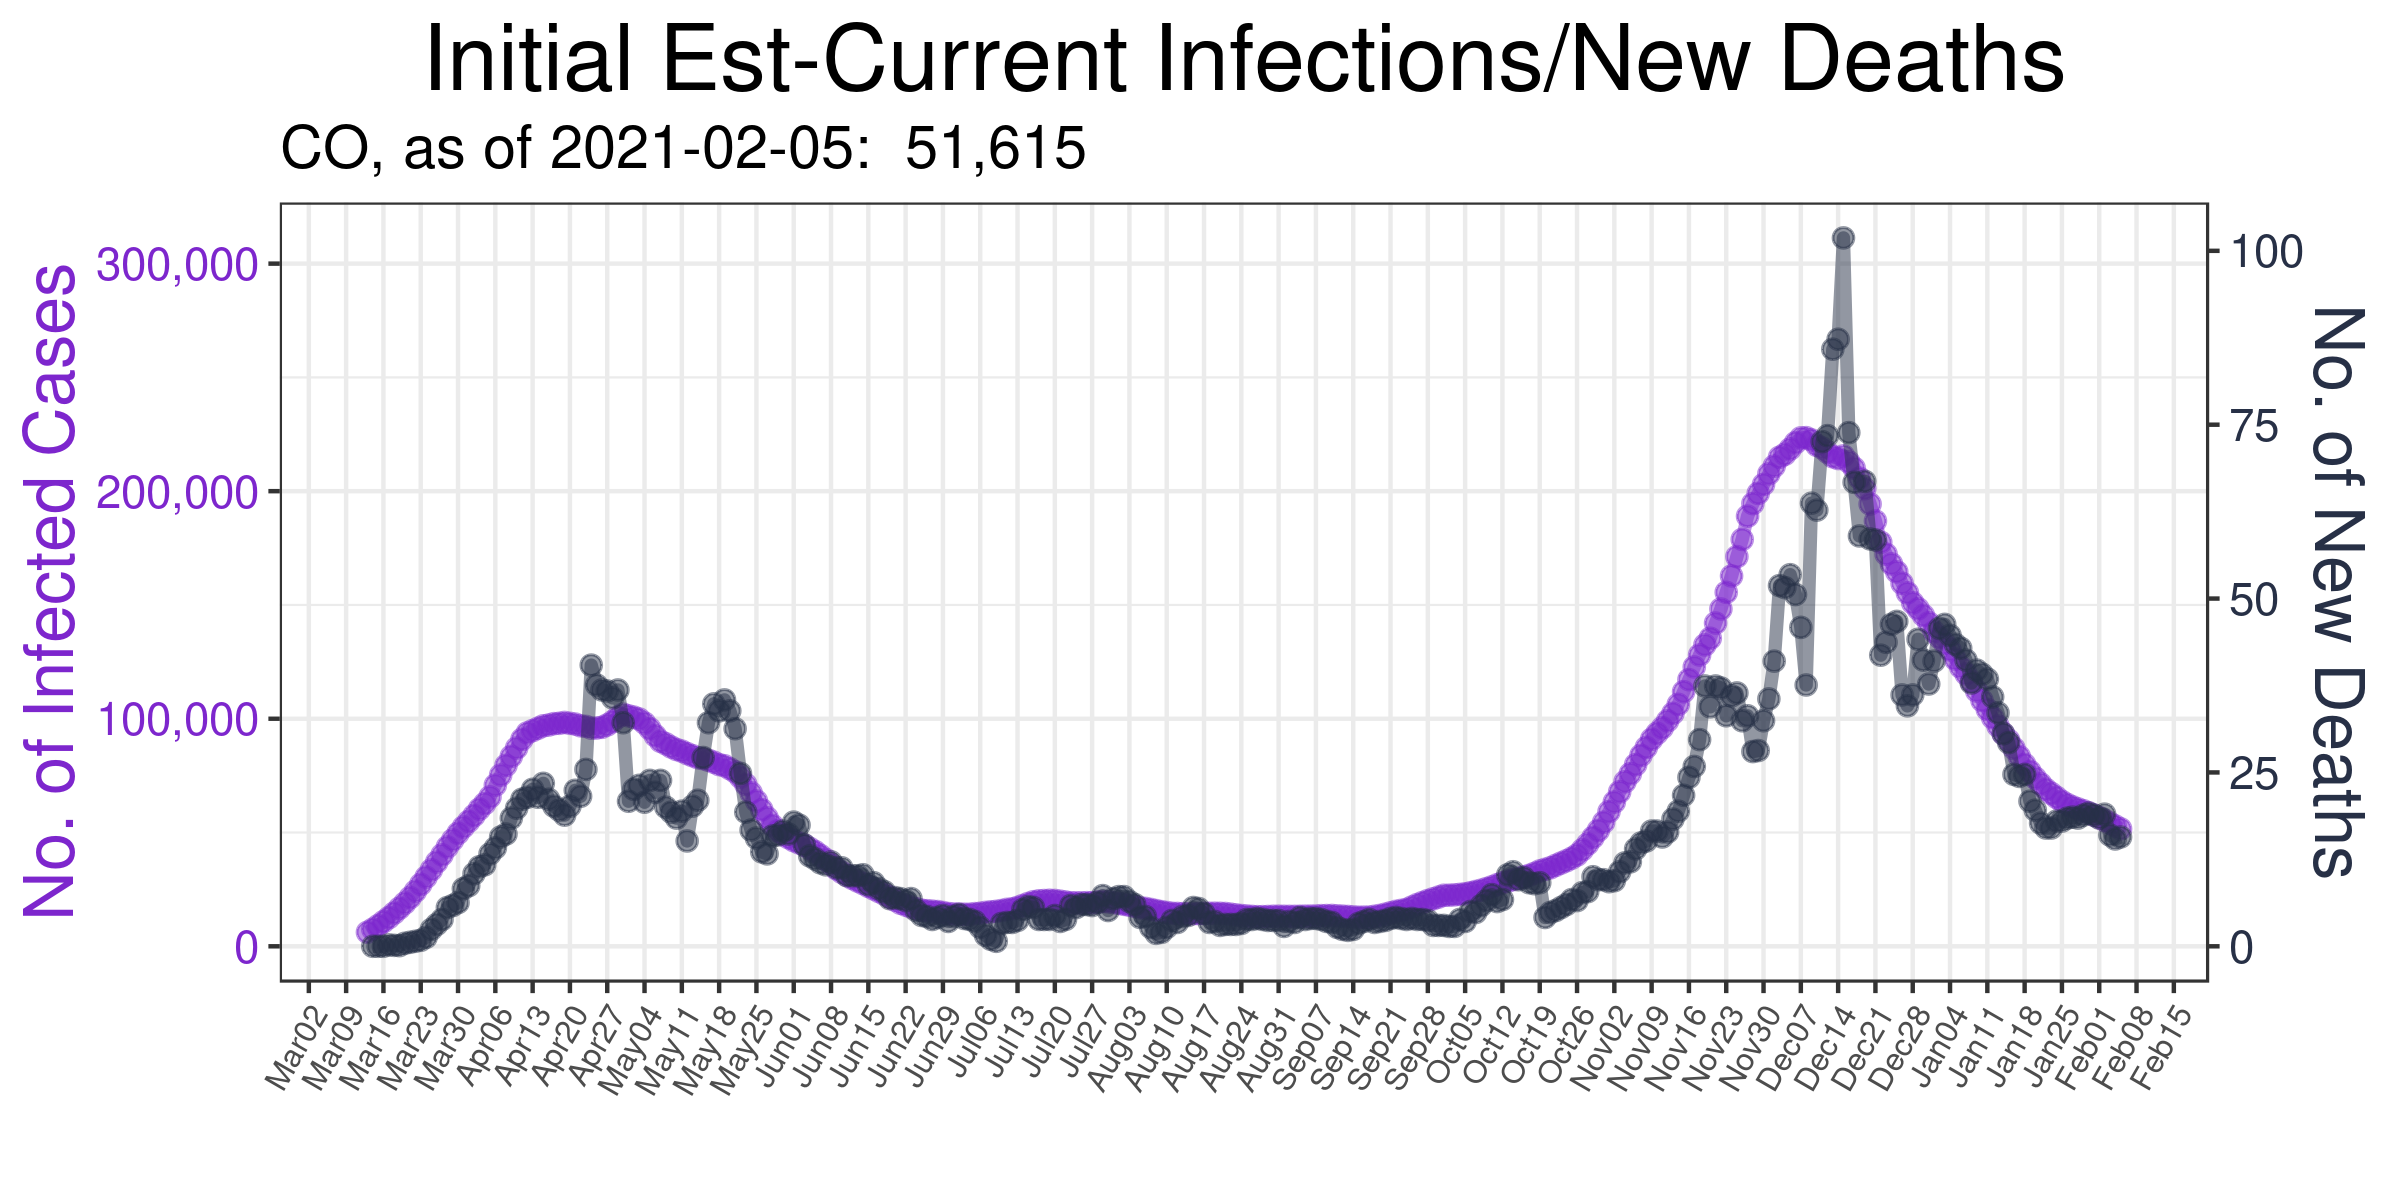 Initial Est-Current Infections/New Deaths
CO, as of 2021-02-05:  51,615
No. of Infected Cases
300,000
200,000
100,000
0
100
75
50
25
0
No. of New Deaths
Mar02
Mar09
Mar16
Mar23
Mar30
Apr06
Apr13
Apr20
Apr27
May04
May11
May18
May25
Jun01
Jun08
Jun15
Jun22
Jun29
Jul06
Jul13
Jul20
Jul27
Aug03
Aug10
Aug17
Aug24
Aug31
Sep07
Sep14
Sep21
Sep28
Oct05
Oct12
Oct19
Oct26
Nov02
Nov09
Nov16
Nov23
Nov30
Dec07
Dec14
Dec21
Dec28
Jan04
Jan11
Jan18
Jan25
Feb01
Feb08
Feb15